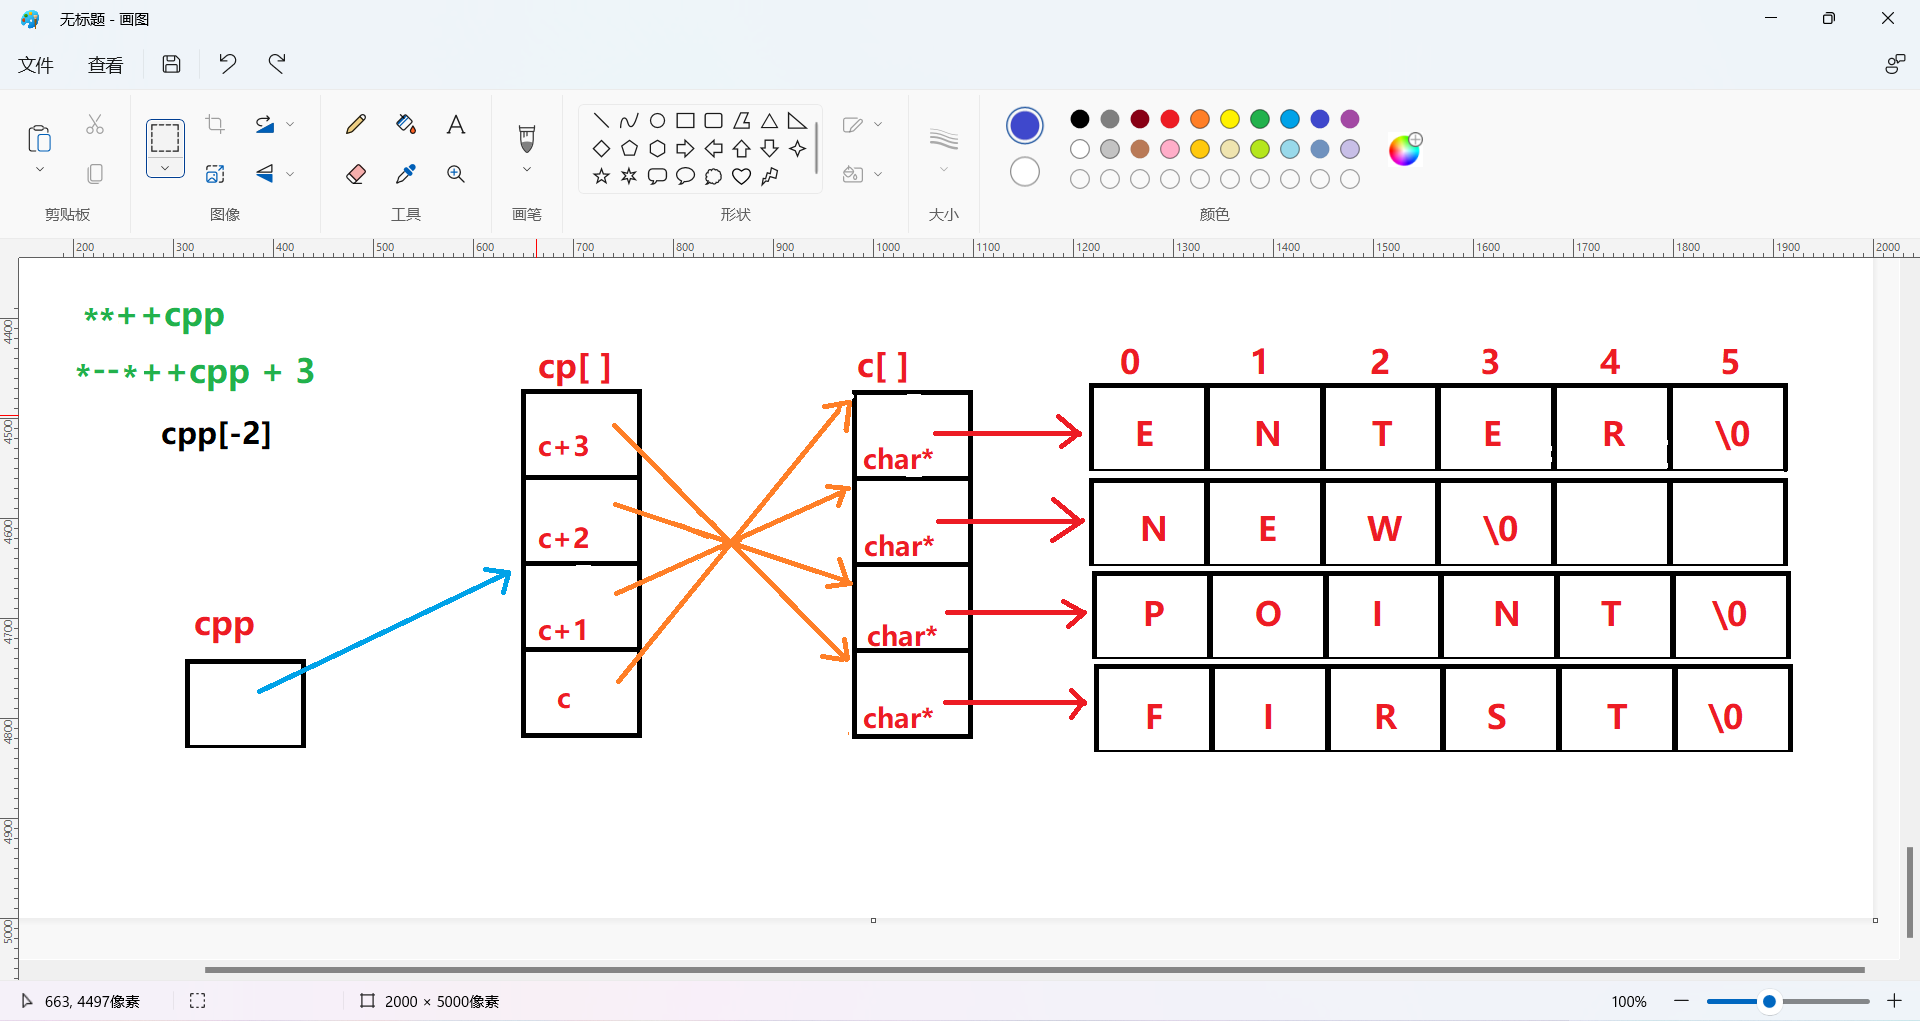 无标题 - 画图
文件 查看
剪贴板 图像 工具 画笔 形状 大小 颜色
200 300 400 500 600 700 800 900 1000 1100 1200 1300 1400 1500 1600 1700 1800 1900 2000
4400
4500
4600
4700
4800
4900
5000
**++cpp
*--*++cpp + 3
cpp[-2]
cpp
cp[ ]
c+3
c+2
c+1
c
c[ ]
char*
char*
char*
char*
0 1 2 3 4 5
E N T E R \0
N E W \0
P O I N T \0
F I R S T \0
663, 4497像素
2000 × 5000像素
100%